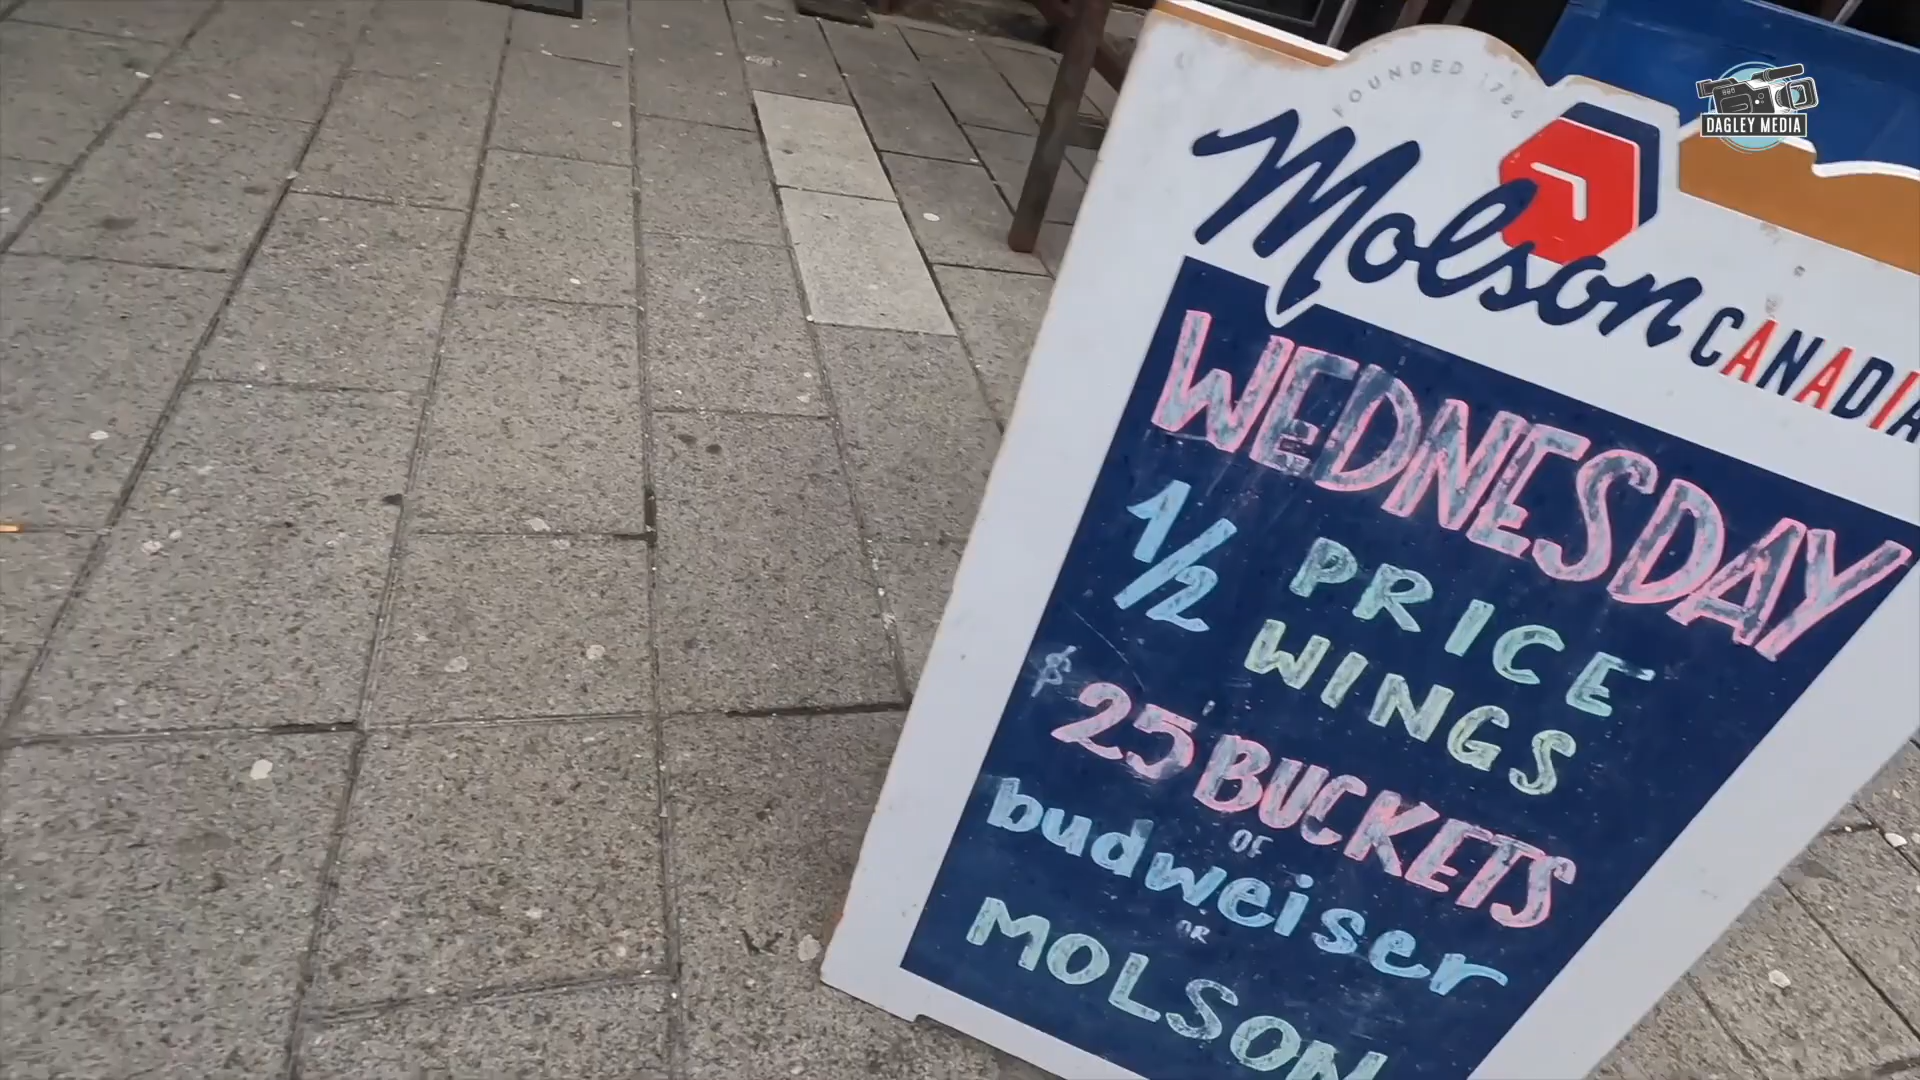 FOUNDED 1786
Molson CANADIA
WEDNESDAY
1/2 PRICE
WINGS
$25 BUCKETS
OF
budweiser
OR
MOLSON
DAGLEY MEDIA